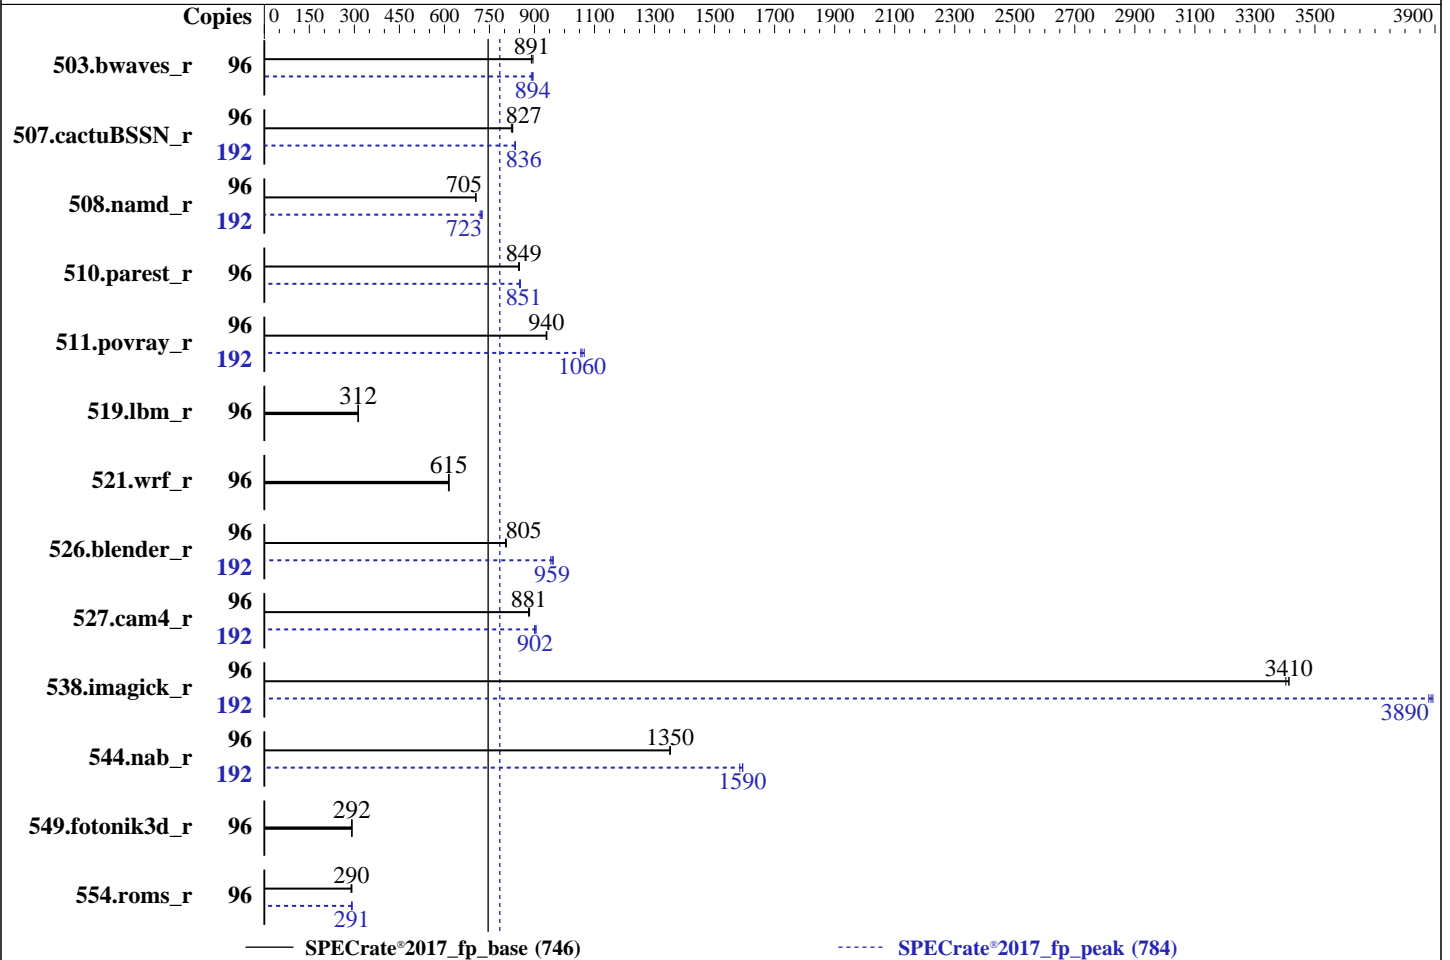 Copies 0 150 300 450 600 750 900 1100 1300 1500 1700 1900 2100 2300 2500 2700 2900 3100 3300 3500 3900
503.bwaves_r 96 891
894
507.cactuBSSN_r 96 827
192 836
508.namd_r 96 705
192 723
510.parest_r 96 849
851
511.povray_r 96 940
192 1060
519.lbm_r 96 312
521.wrf_r 96 615
526.blender_r 96 805
192 959
527.cam4_r 96 881
192 902
538.imagick_r 96 3410
192 3890
544.nab_r 96 1350
192 1590
549.fotonik3d_r 96 292
554.roms_r 96 290
291
SPECrate®2017_fp_base (746) SPECrate®2017_fp_peak (784)